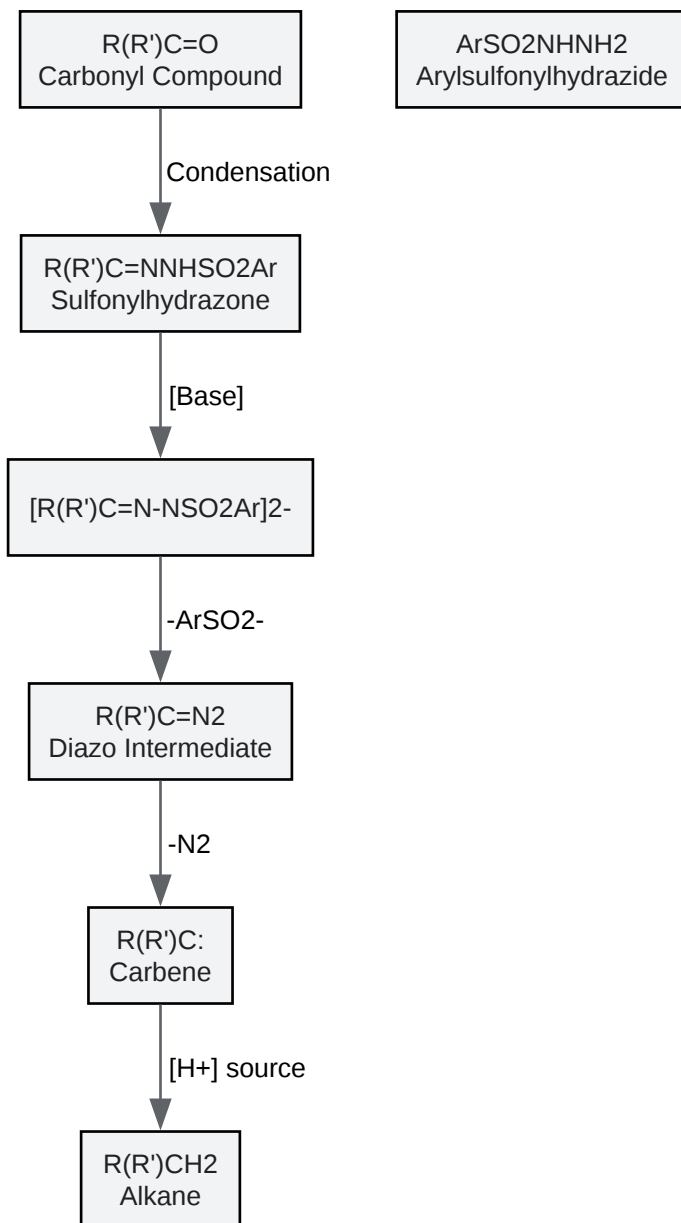 R(R')C=O
Carbonyl Compound
ArSO2NHNH2
Arylsulfonylhydrazide
Condensation
R(R')C=NNHSO2Ar
Sulfonylhydrazone
[Base]
[R(R')C=N-NSO2Ar]2-
-ArSO2-
R(R')C=N2
Diazo Intermediate
-N2
R(R')C:
Carbene
[H+] source
R(R')CH2
Alkane